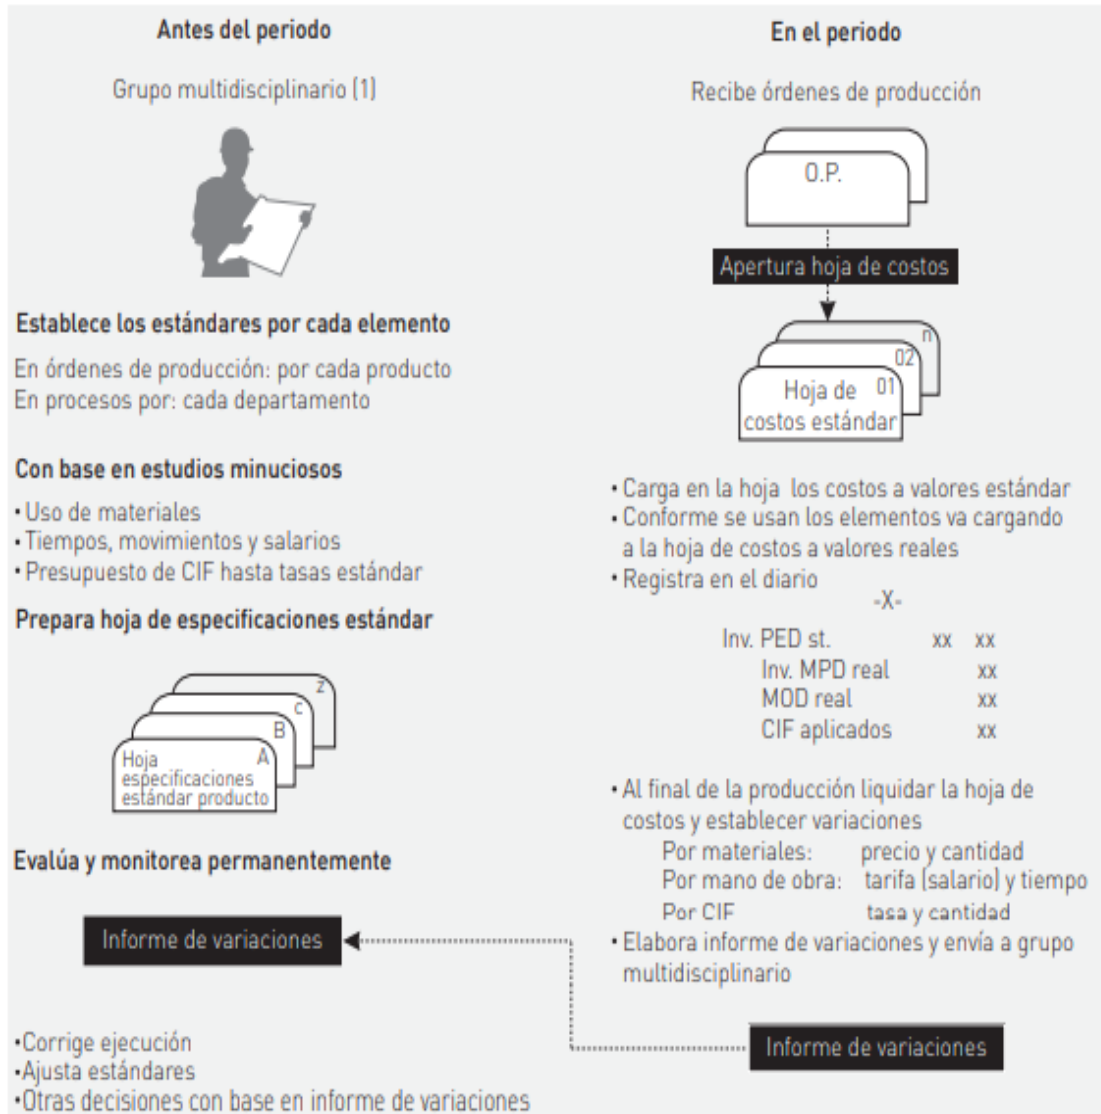 Antes del periodo
Grupo multidisciplinario (1)
Establece los estándares por cada elemento
En órdenes de producción: por cada producto
En procesos por: cada departamento
Con base en estudios minuciosos
• Uso de materiales
• Tiempos, movimientos y salarios
• Presupuesto de CIF hasta tasas estándar
Prepara hoja de especificaciones estándar
z
c
B
A
Hoja
especificaciones
estándar producto
Evalúa y monitorea permanentemente
Informe de variaciones
•Corrige ejecución
•Ajusta estándares
•Otras decisiones con base en informe de variaciones
En el periodo
Recibe órdenes de producción
O.P.
Apertura hoja de costos
n
02
01
Hoja de
costos estándar
• Carga en la hoja los costos a valores estándar
• Conforme se usan los elementos va cargando
a la hoja de costos a valores reales
• Registra en el diario
-X-
Inv. PED st. xx xx
Inv. MPD real xx
MOD real xx
CIF aplicados xx
• Al final de la producción liquidar la hoja de
costos y establecer variaciones
Por materiales: precio y cantidad
Por mano de obra: tarifa (salario) y tiempo
Por CIF tasa y cantidad
• Elabora informe de variaciones y envía a grupo
multidisciplinario
Informe de variaciones